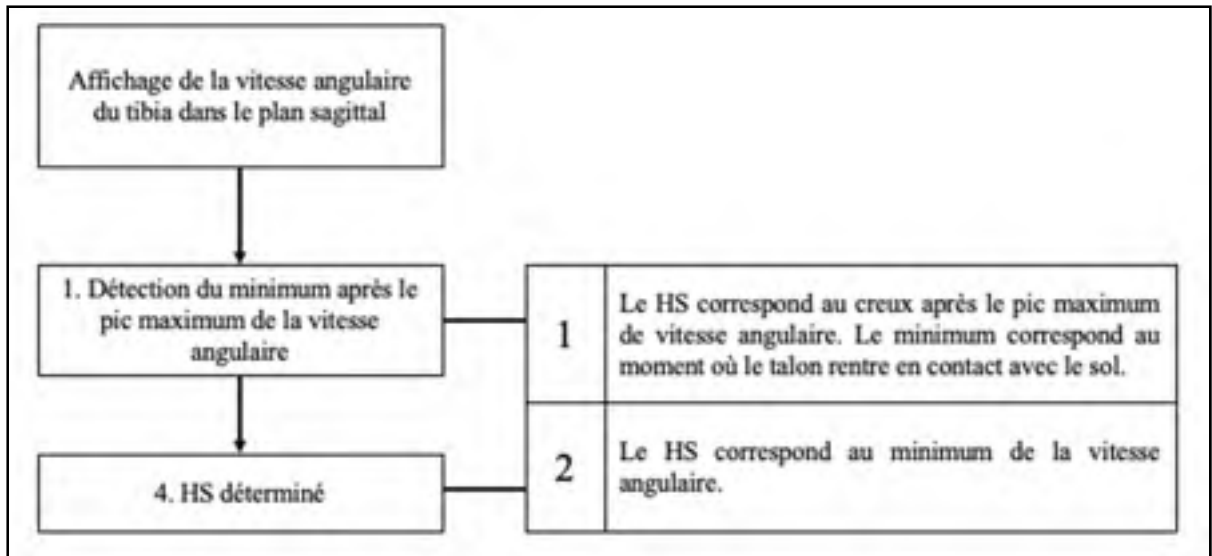 Affichage de la vitesse angulaire
du tibia dans le plan sagittal
1. Détection du minimum après le
pic maximum de la vitesse
angulaire
1
Le HS correspond au creux après le pic maximum
de vitesse angulaire. Le minimum correspond au
moment où le talon rentre en contact avec le sol.
4. HS déterminé
2
Le HS correspond au minimum de la vitesse
angulaire.